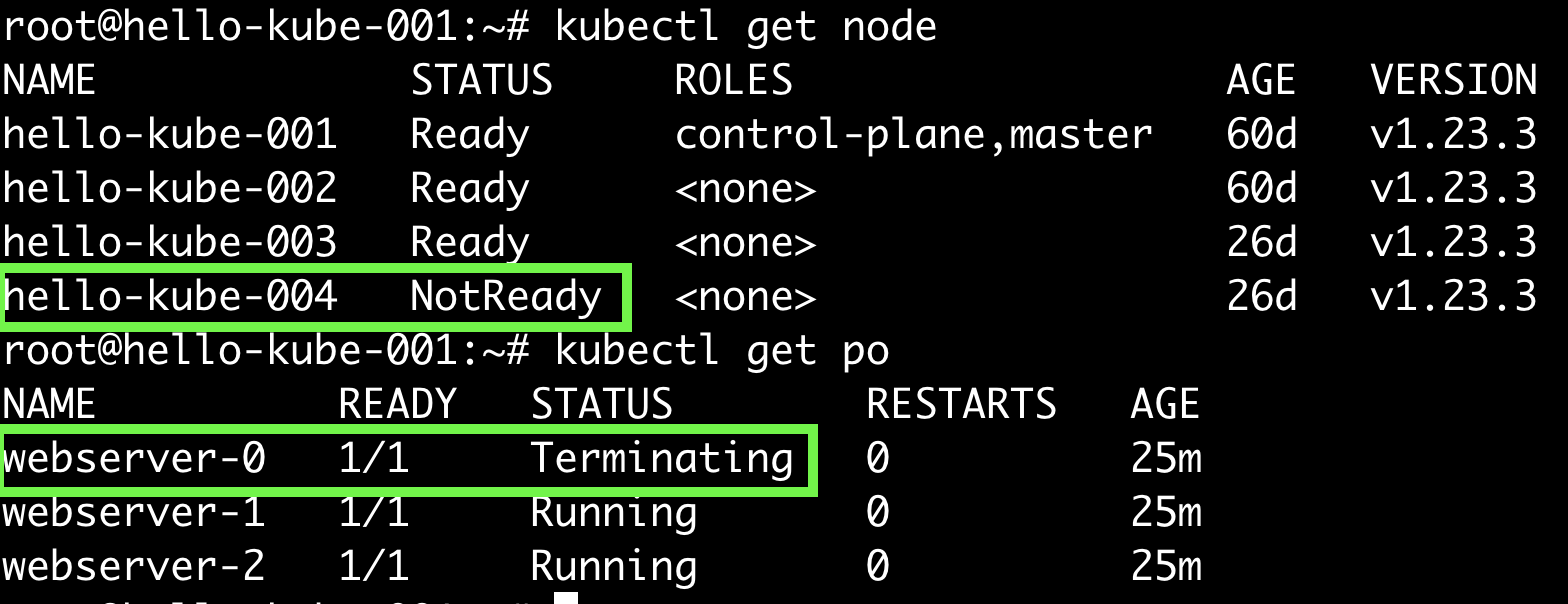 root@hello-kube-001:~# kubectl get node
NAME STATUS ROLES AGE VERSION
hello-kube-001 Ready control-plane,master 60d v1.23.3
hello-kube-002 Ready <none> 60d v1.23.3
hello-kube-003 Ready <none> 26d v1.23.3
hello-kube-004 NotReady <none> 26d v1.23.3
root@hello-kube-001:~# kubectl get po
NAME READY STATUS RESTARTS AGE
webserver-0 1/1 Terminating 0 25m
webserver-1 1/1 Running 0 25m
webserver-2 1/1 Running 0 25m